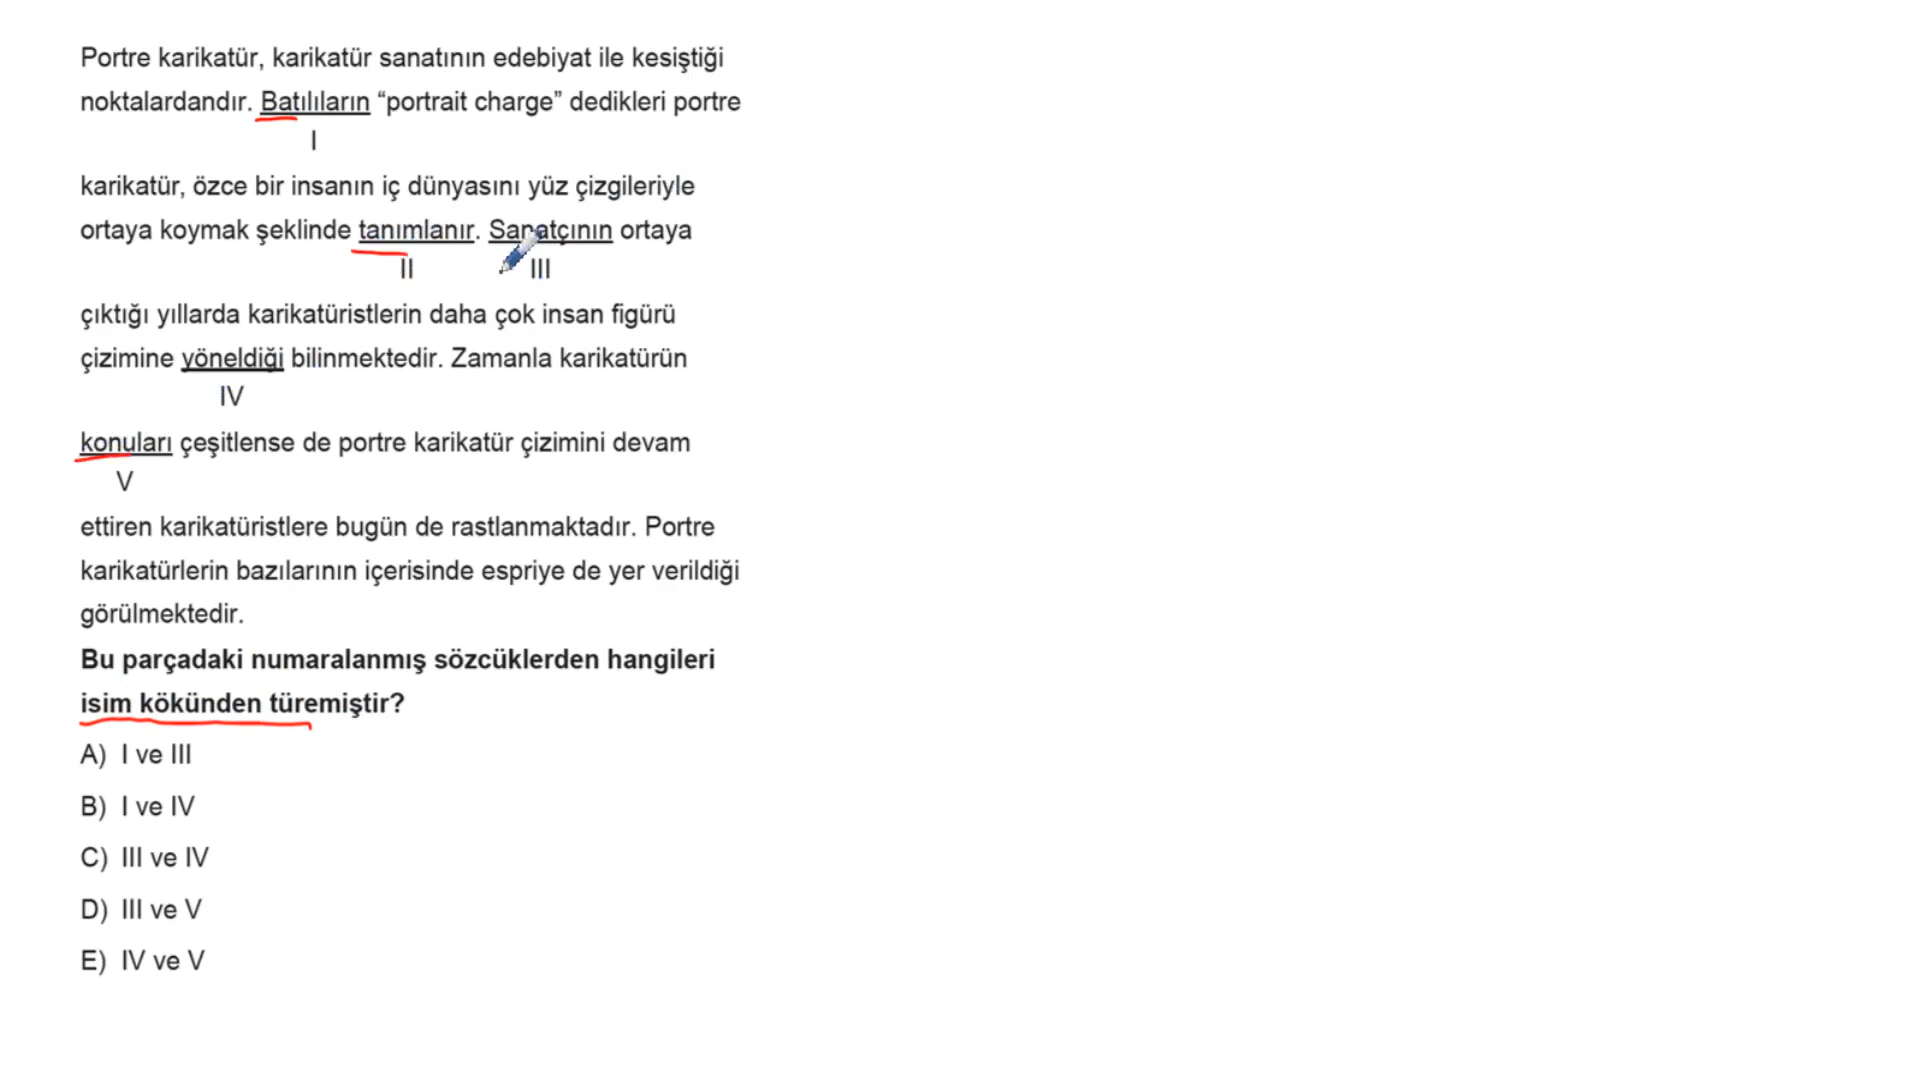 Portre karikatür, karikatür sanatının edebiyat ile kesiştiği
noktalardandır. Batılıların “portrait charge” dedikleri portre
I
karikatür, özce bir insanın iç dünyasını yüz çizgileriyle
ortaya koymak şeklinde tanımlanır. Sanatçının ortaya
II III
çıktığı yıllarda karikatüristlerin daha çok insan figürü
çizimine yöneldiği bilinmektedir. Zamanla karikatürün
IV
konuları çeşitlense de portre karikatür çizimini devam
V
ettiren karikatüristlere bugün de rastlanmaktadır. Portre
karikatürlerin bazılarının içerisinde espriye de yer verildiği
görülmektedir.
Bu parçadaki numaralanmış sözcüklerden hangileri
isim kökünden türemiştir?
A) I ve III
B) I ve IV
C) III ve IV
D) III ve V
E) IV ve V